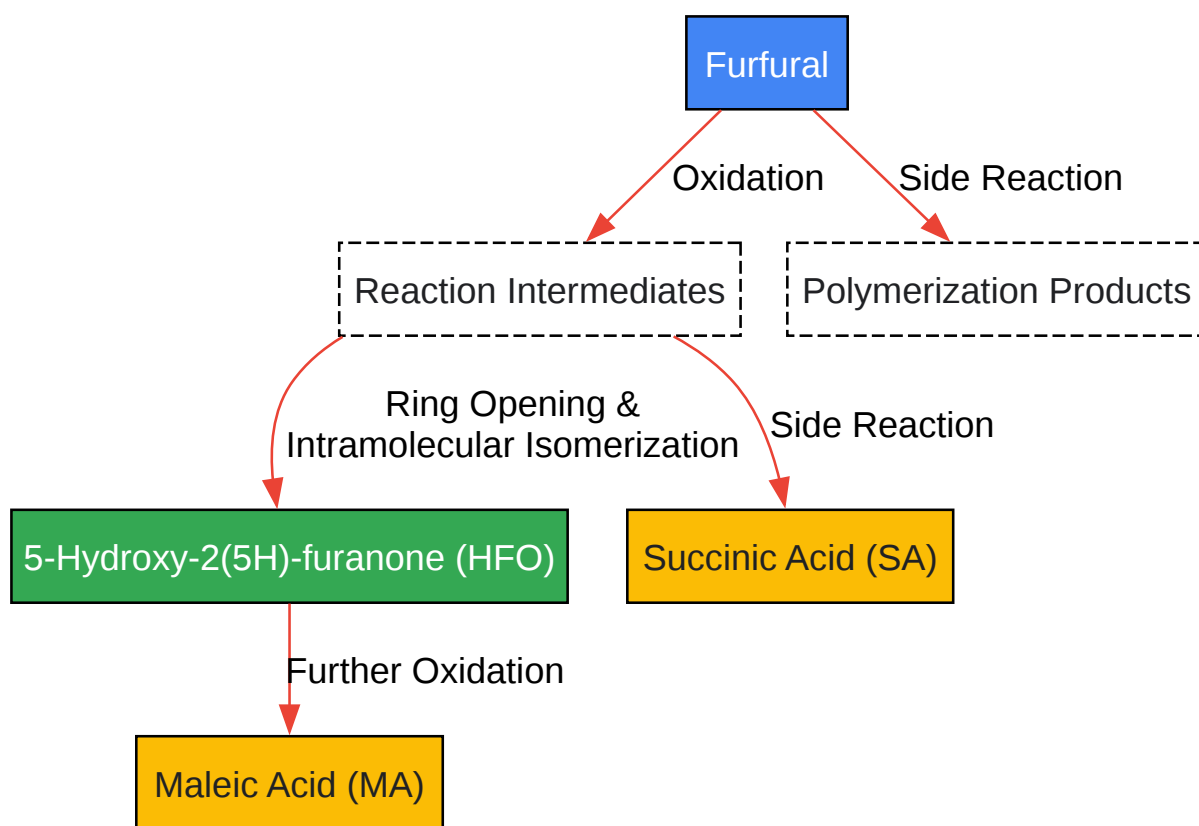 Furfural
Oxidation
Side Reaction
Reaction Intermediates
Polymerization Products
Ring Opening &
Intramolecular Isomerization
Side Reaction
5-Hydroxy-2(5H)-furanone (HFO)
Succinic Acid (SA)
Further Oxidation
Maleic Acid (MA)